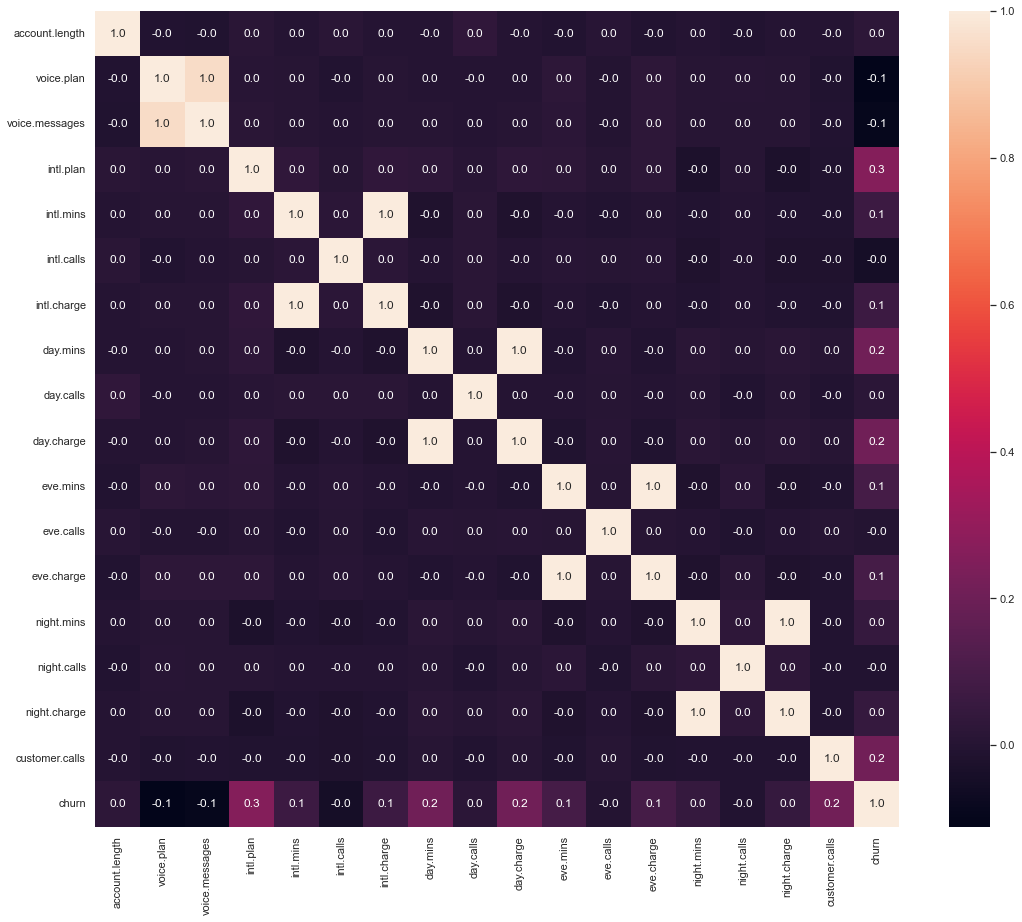 account.length 1.0 -0.0 -0.0 0.0 0.0 0.0 0.0 -0.0 0.0 -0.0 -0.0 0.0 -0.0 0.0 -0.0 0.0 -0.0 0.0
voice.plan -0.0 1.0 1.0 0.0 0.0 -0.0 0.0 0.0 -0.0 -0.0 0.0 -0.0 0.0 0.0 0.0 0.0 -0.0 -0.1
voice.messages -0.0 1.0 1.0 0.0 0.0 0.0 0.0 0.0 0.0 0.0 0.0 -0.0 0.0 0.0 0.0 0.0 -0.0 -0.1
intl.plan 0.0 0.0 0.0 1.0 0.0 0.0 0.0 0.0 0.0 0.0 0.0 0.0 0.0 -0.0 0.0 -0.0 -0.0 0.3
intl.mins 0.0 0.0 0.0 0.0 1.0 0.0 1.0 -0.0 0.0 -0.0 -0.0 -0.0 -0.0 -0.0 -0.0 -0.0 -0.0 0.1
intl.calls 0.0 -0.0 0.0 0.0 0.0 1.0 0.0 -0.0 0.0 -0.0 0.0 0.0 0.0 -0.0 -0.0 -0.0 -0.0 -0.0
intl.charge 0.0 0.0 0.0 0.0 1.0 0.0 1.0 -0.0 0.0 -0.0 -0.0 -0.0 -0.0 -0.0 -0.0 -0.0 -0.0 0.1
day.mins -0.0 0.0 0.0 0.0 -0.0 -0.0 -0.0 1.0 0.0 1.0 -0.0 0.0 -0.0 0.0 0.0 0.0 0.0 0.2
day.calls 0.0 -0.0 0.0 0.0 0.0 0.0 0.0 0.0 1.0 0.0 -0.0 0.0 -0.0 0.0 -0.0 0.0 -0.0 0.0
day.charge -0.0 0.0 0.0 0.0 -0.0 -0.0 -0.0 1.0 0.0 1.0 -0.0 0.0 -0.0 0.0 0.0 0.0 -0.0 0.2
eve.mins -0.0 0.0 0.0 0.0 -0.0 0.0 -0.0 -0.0 -0.0 -0.0 1.0 0.0 1.0 -0.0 0.0 -0.0 -0.0 0.1
eve.calls 0.0 -0.0 -0.0 0.0 -0.0 0.0 -0.0 0.0 0.0 0.0 0.0 1.0 0.0 0.0 -0.0 0.0 0.0 -0.0
eve.charge -0.0 0.0 0.0 0.0 -0.0 0.0 -0.0 -0.0 -0.0 -0.0 1.0 0.0 1.0 -0.0 0.0 -0.0 -0.0 0.1
night.mins 0.0 0.0 0.0 -0.0 -0.0 -0.0 -0.0 0.0 0.0 0.0 -0.0 0.0 -0.0 1.0 0.0 1.0 -0.0 0.0
night.calls -0.0 0.0 0.0 0.0 -0.0 -0.0 -0.0 0.0 -0.0 0.0 0.0 -0.0 0.0 0.0 1.0 0.0 -0.0 -0.0
night.charge 0.0 0.0 0.0 -0.0 -0.0 -0.0 -0.0 0.0 0.0 0.0 -0.0 0.0 -0.0 1.0 0.0 1.0 -0.0 0.0
customer.calls -0.0 -0.0 -0.0 -0.0 -0.0 -0.0 -0.0 -0.0 -0.0 -0.0 -0.0 0.0 -0.0 -0.0 -0.0 -0.0 1.0 0.2
churn 0.0 -0.1 -0.1 0.3 0.1 -0.0 0.1 0.2 0.0 0.2 0.1 -0.0 0.1 0.0 -0.0 0.0 0.2 1.0
account.length
voice.plan
voice.messages
intl.plan
intl.mins
intl.calls
intl.charge
day.mins
day.calls
day.charge
eve.mins
eve.calls
eve.charge
night.mins
night.calls
night.charge
customer.calls
churn
1.0
0.8
0.6
0.4
0.2
0.0